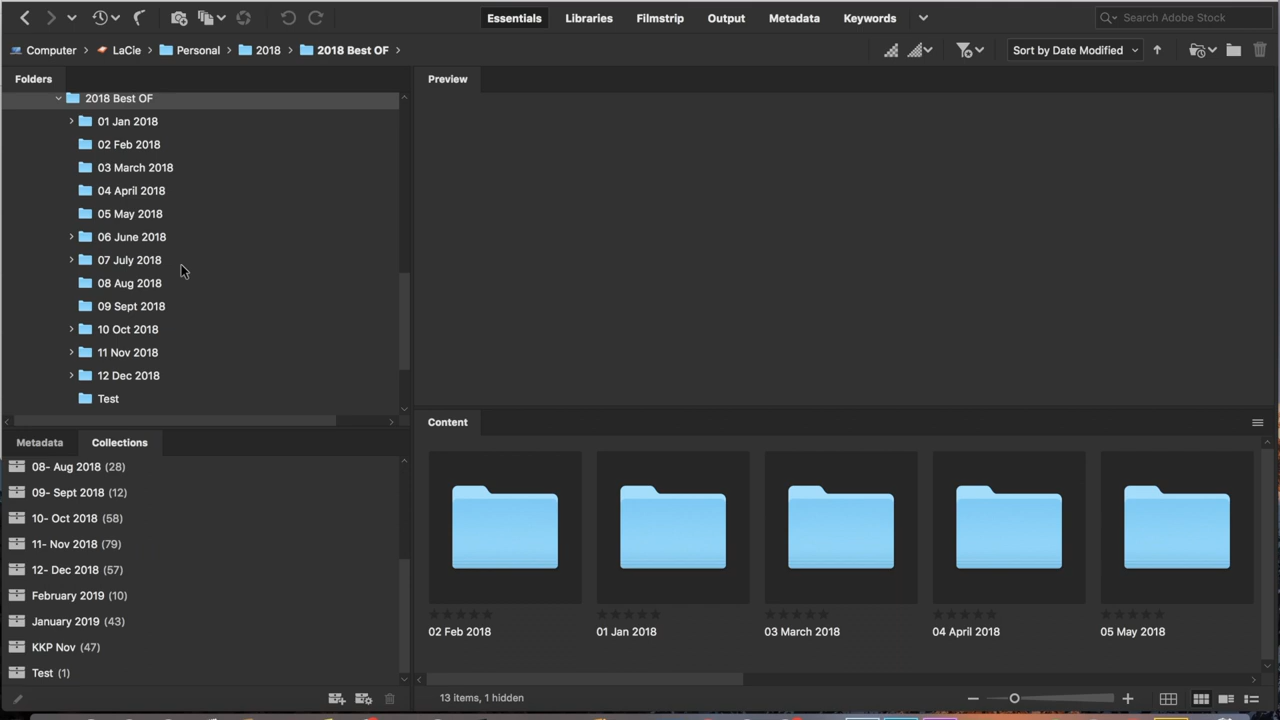 Essentials Libraries Filmstrip Output Metadata Keywords Search Adobe Stock
Computer LaCie Personal 2018 2018 Best OF Sort by Date Modified
Folders
2018 Best OF
01 Jan 2018
02 Feb 2018
03 March 2018
04 April 2018
05 May 2018
06 June 2018
07 July 2018
08 Aug 2018
09 Sept 2018
10 Oct 2018
11 Nov 2018
12 Dec 2018
Test
Metadata Collections
08- Aug 2018 (28)
09- Sept 2018 (12)
10- Oct 2018 (58)
11- Nov 2018 (79)
12- Dec 2018 (57)
February 2019 (10)
January 2019 (43)
KKP Nov (47)
Test (1)
Preview
Content
02 Feb 2018 01 Jan 2018 03 March 2018 04 April 2018 05 May 2018
13 items, 1 hidden